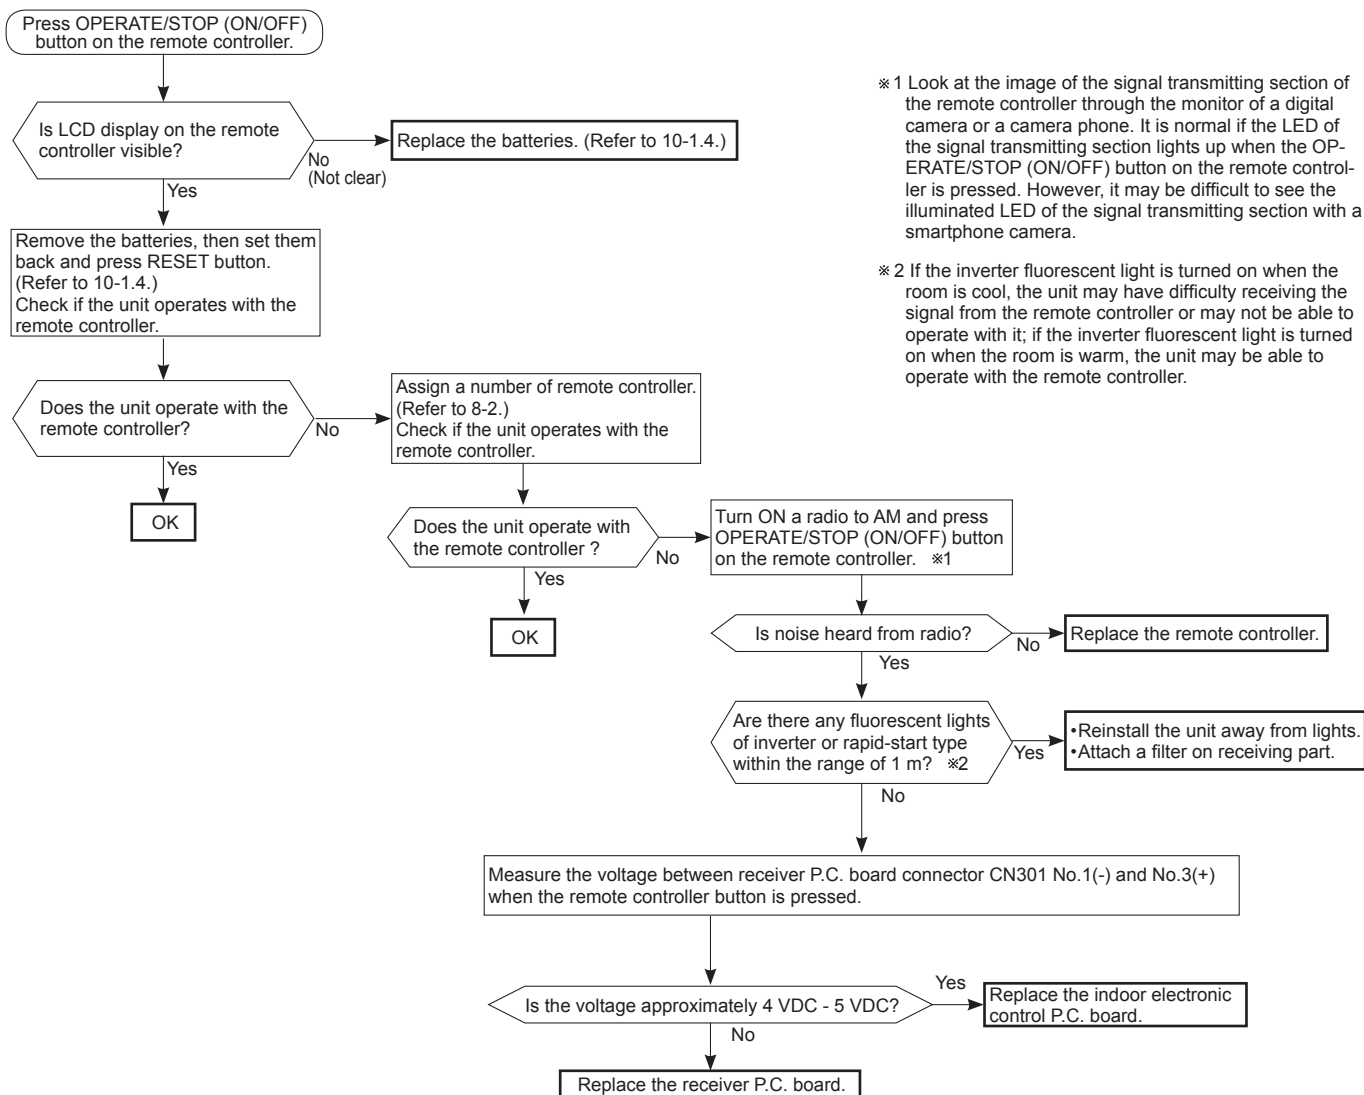 Press OPERATE/STOP (ON/OFF)
button on the remote controller.
Is LCD display on the remote
controller visible?
No
(Not clear)
Replace the batteries. (Refer to 10-1.4.)
Yes
Remove the batteries, then set them
back and press RESET button.
(Refer to 10-1.4.)
Check if the unit operates with the
remote controller.
Does the unit operate with the
remote controller?
No
Yes
OK
Assign a number of remote controller.
(Refer to 8-2.)
Check if the unit operates with the
remote controller.
Does the unit operate with
the remote controller ?
No
Yes
OK
Turn ON a radio to AM and press
OPERATE/STOP (ON/OFF) button
on the remote controller. ※1
Is noise heard from radio?
No
Replace the remote controller.
Yes
Are there any fluorescent lights
of inverter or rapid-start type
within the range of 1 m? ※2
Yes
•Reinstall the unit away from lights.
•Attach a filter on receiving part.
No
Measure the voltage between receiver P.C. board connector CN301 No.1(-) and No.3(+)
when the remote controller button is pressed.
Is the voltage approximately 4 VDC - 5 VDC?
Yes
Replace the indoor electronic
control P.C. board.
No
Replace the receiver P.C. board.
※1 Look at the image of the signal transmitting section of
the remote controller through the monitor of a digital
camera or a camera phone. It is normal if the LED of
the signal transmitting section lights up when the OP-
ERATE/STOP (ON/OFF) button on the remote control-
ler is pressed. However, it may be difficult to see the
illuminated LED of the signal transmitting section with a
smartphone camera.
※2 If the inverter fluorescent light is turned on when the
room is cool, the unit may have difficulty receiving the
signal from the remote controller or may not be able to
operate with it; if the inverter fluorescent light is turned
on when the room is warm, the unit may be able to
operate with the remote controller.